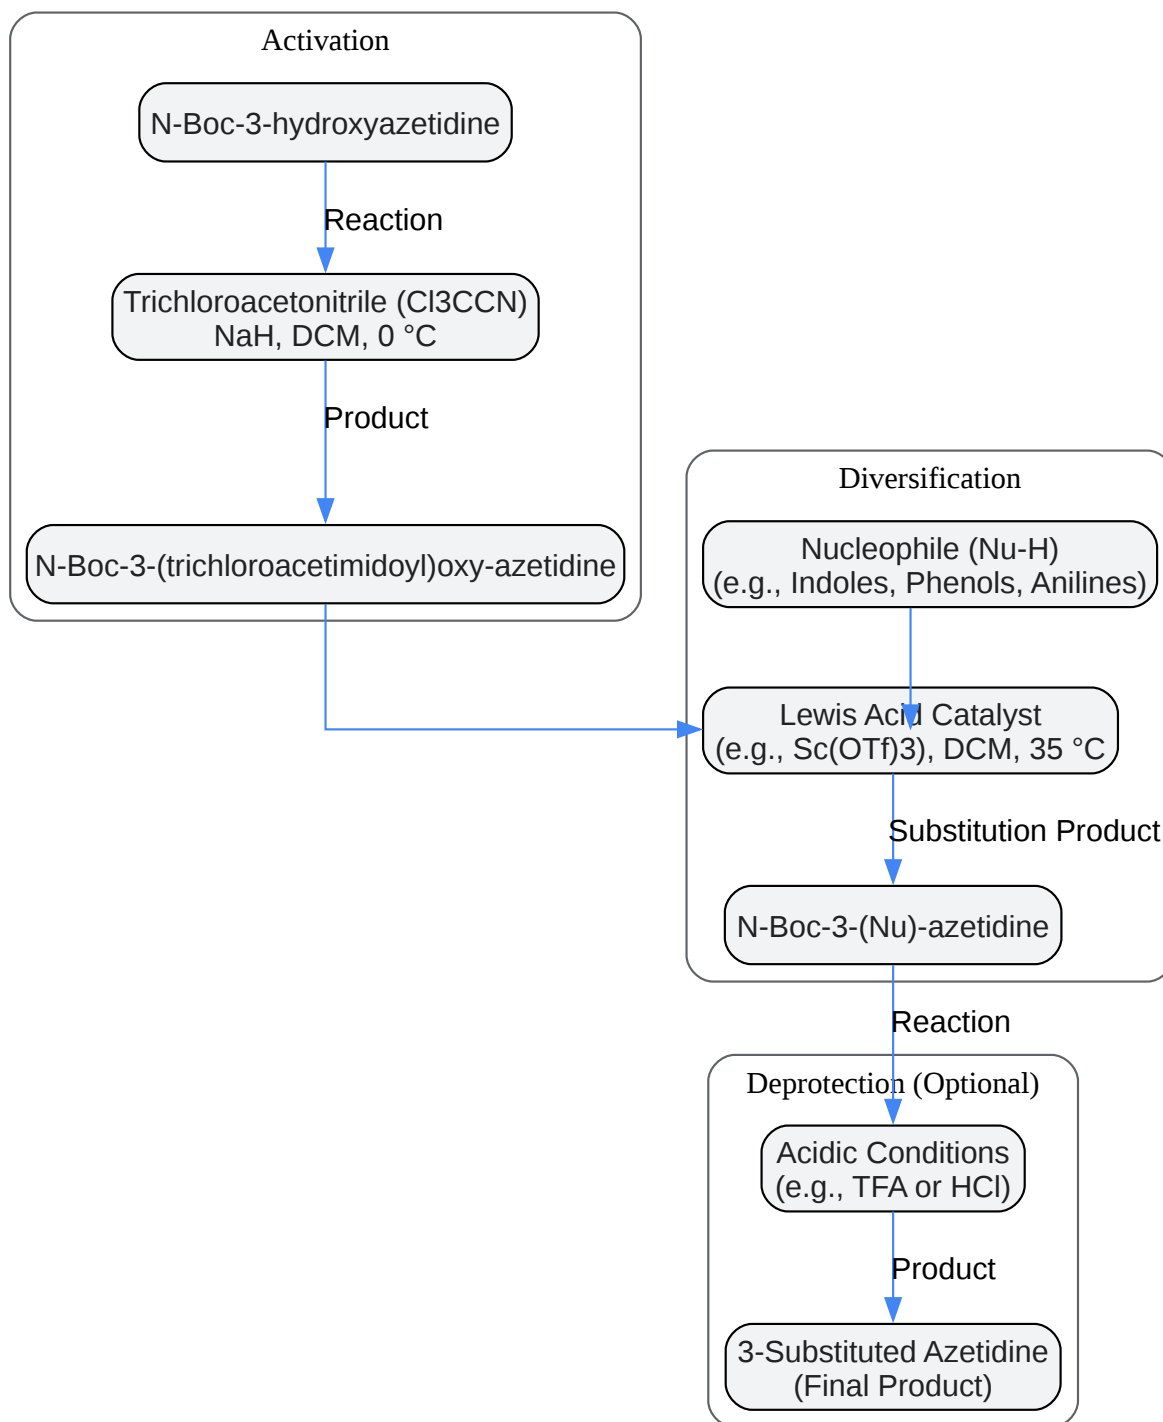 Activation
N-Boc-3-hydroxyazetidine
Reaction
Trichloroacetonitrile (Cl3CCN)
NaH, DCM, 0 °C
Product
N-Boc-3-(trichloroacetimidoyl)oxy-azetidine
Diversification
Nucleophile (Nu-H)
(e.g., Indoles, Phenols, Anilines)
Lewis Acid Catalyst
(e.g., Sc(OTf)3), DCM, 35 °C
Substitution Product
N-Boc-3-(Nu)-azetidine
Reaction
Deprotection (Optional)
Acidic Conditions
(e.g., TFA or HCl)
Product
3-Substituted Azetidine
(Final Product)